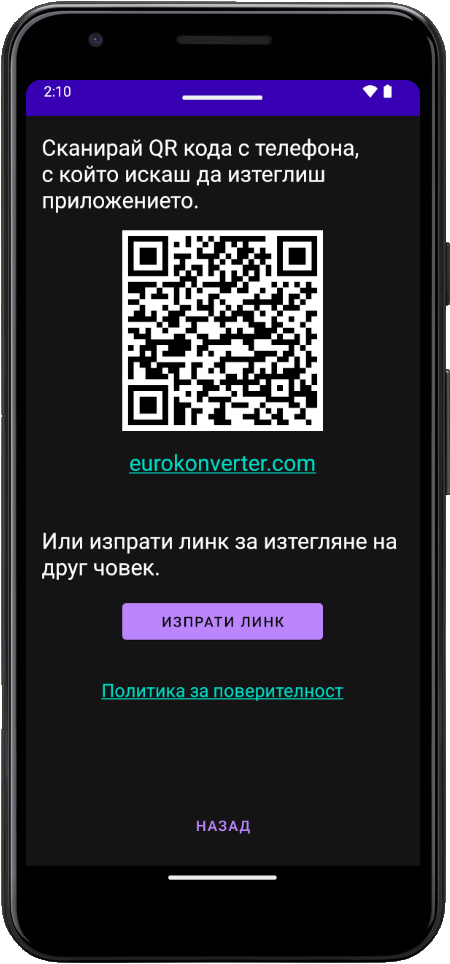 2:10
Сканирай QR кода с телефона,
с който искаш да изтеглиш
приложението.
eurokonverter.com
Или изпрати линк за изтегляне на
друг човек.
ИЗПРАТИ ЛИНК
Политика за поверителност
НАЗАД